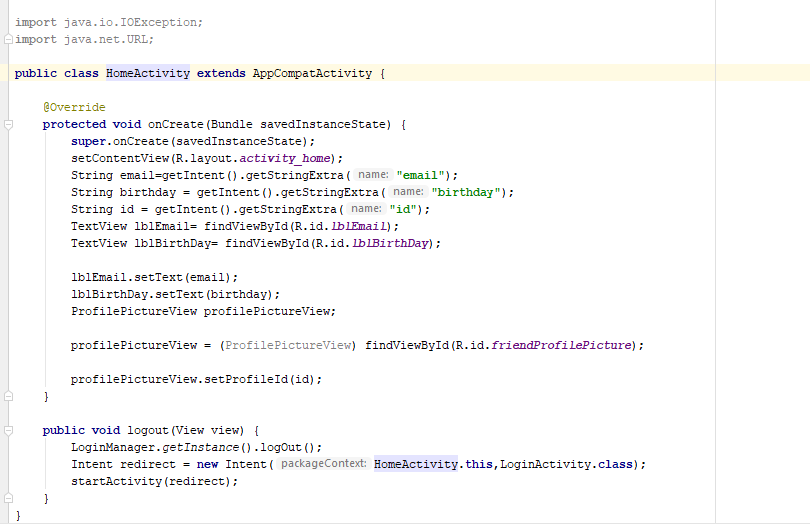 import java.io.IOException;
import java.net.URL;
public class HomeActivity extends AppCompatActivity {
@Override
protected void onCreate(Bundle savedInstanceState) {
super.onCreate(savedInstanceState);
setContentView(R.layout.activity_home);
String email=getIntent().getStringExtra( name: "email");
String birthday = getIntent().getStringExtra( name: "birthday");
String id = getIntent().getStringExtra( name: "id");
TextView lblEmail= findViewById(R.id.lblEmail);
TextView lblBirthDay= findViewById(R.id.lblBirthDay);
lblEmail.setText(email);
lblBirthDay.setText(birthday);
ProfilePictureView profilePictureView;
profilePictureView = (ProfilePictureView) findViewById(R.id.friendProfilePicture);
profilePictureView.setProfileId(id);
}
public void logout(View view) {
LoginManager.getInstance().logOut();
Intent redirect = new Intent( packageContext: HomeActivity.this,LoginActivity.class);
startActivity(redirect);
}
}